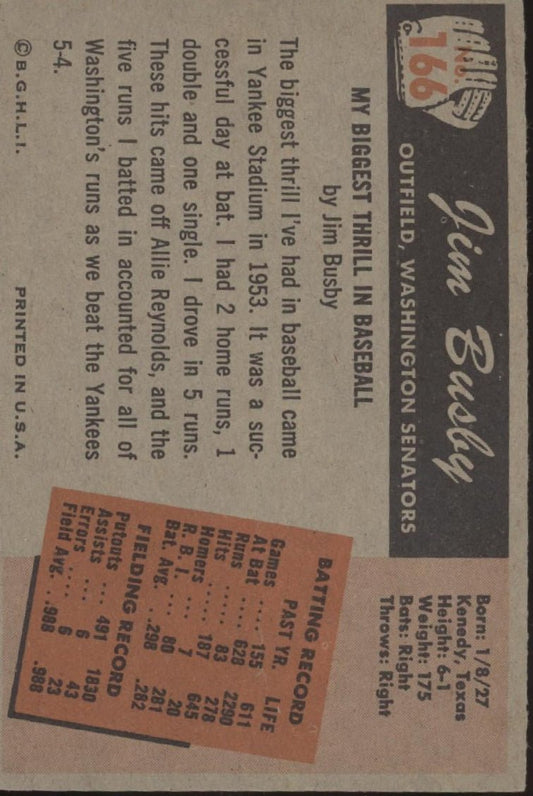 No.
166
Jim Busby
OUTFIELD, WASHINGTON SENATORS
Born: 1/8/27
Kenedy, Texas
Height: 6-1
Weight: 175
Bats: Right
Throws: Right
MY BIGGEST THRILL IN BASEBALL
by Jim Busby
The biggest thrill I've had in baseball came
in Yankee Stadium in 1953. It was a suc-
cessful day at bat. I had 2 home runs, 1
double and one single. I drove in 5 runs.
These hits came off Allie Reynolds, and the
five runs I batted in accounted for all of
Washington's runs as we beat the Yankees
5-4.
©B.G.H.L.I. PRINTED IN U.S.A.
BATTING RECORD
PAST YR. LIFE
Games .... 155 611
At Bat .... 628 2290
Runs ..... 83 278
Hits ..... 187 645
Homers ... 7 20
R. B. I. ... 80 281
Bat. Avg. .. .298 .282
FIELDING RECORD
Putouts ... 491 1830
Assists ... 6 43
Errors .... 6 23
Field Avg. .. .988 .988